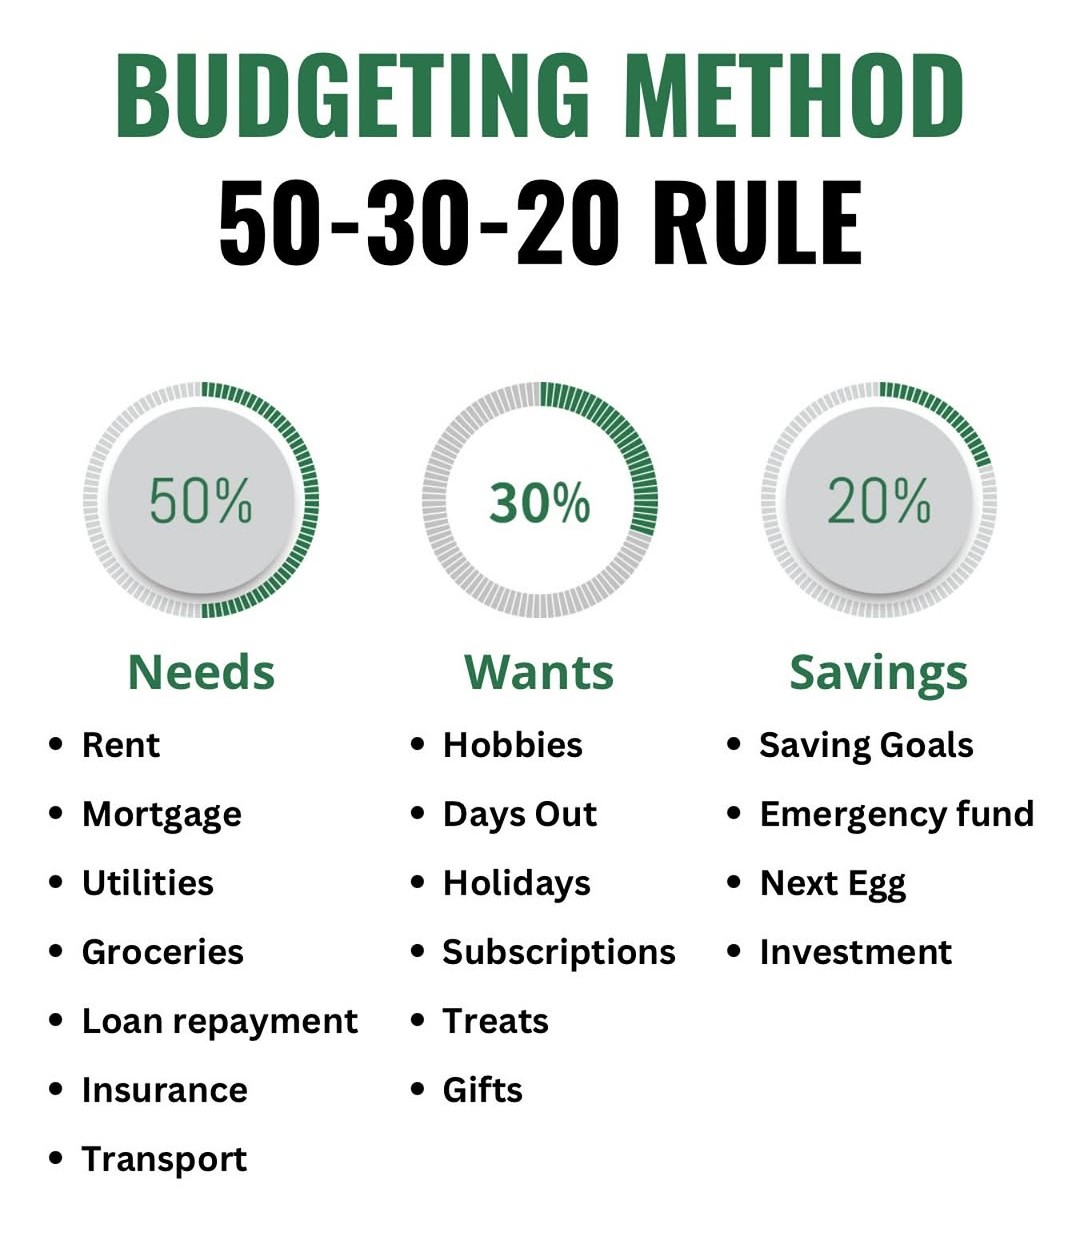 BUDGETING METHOD
50-30-20 RULE
50%
30%
20%
Needs
Rent
Mortgage
Utilities
Groceries
Loan repayment
Insurance
Transport
Wants
Hobbies
Days Out
Holidays
Subscriptions
Treats
Gifts
Savings
Saving Goals
Emergency fund
Next Egg
Investment